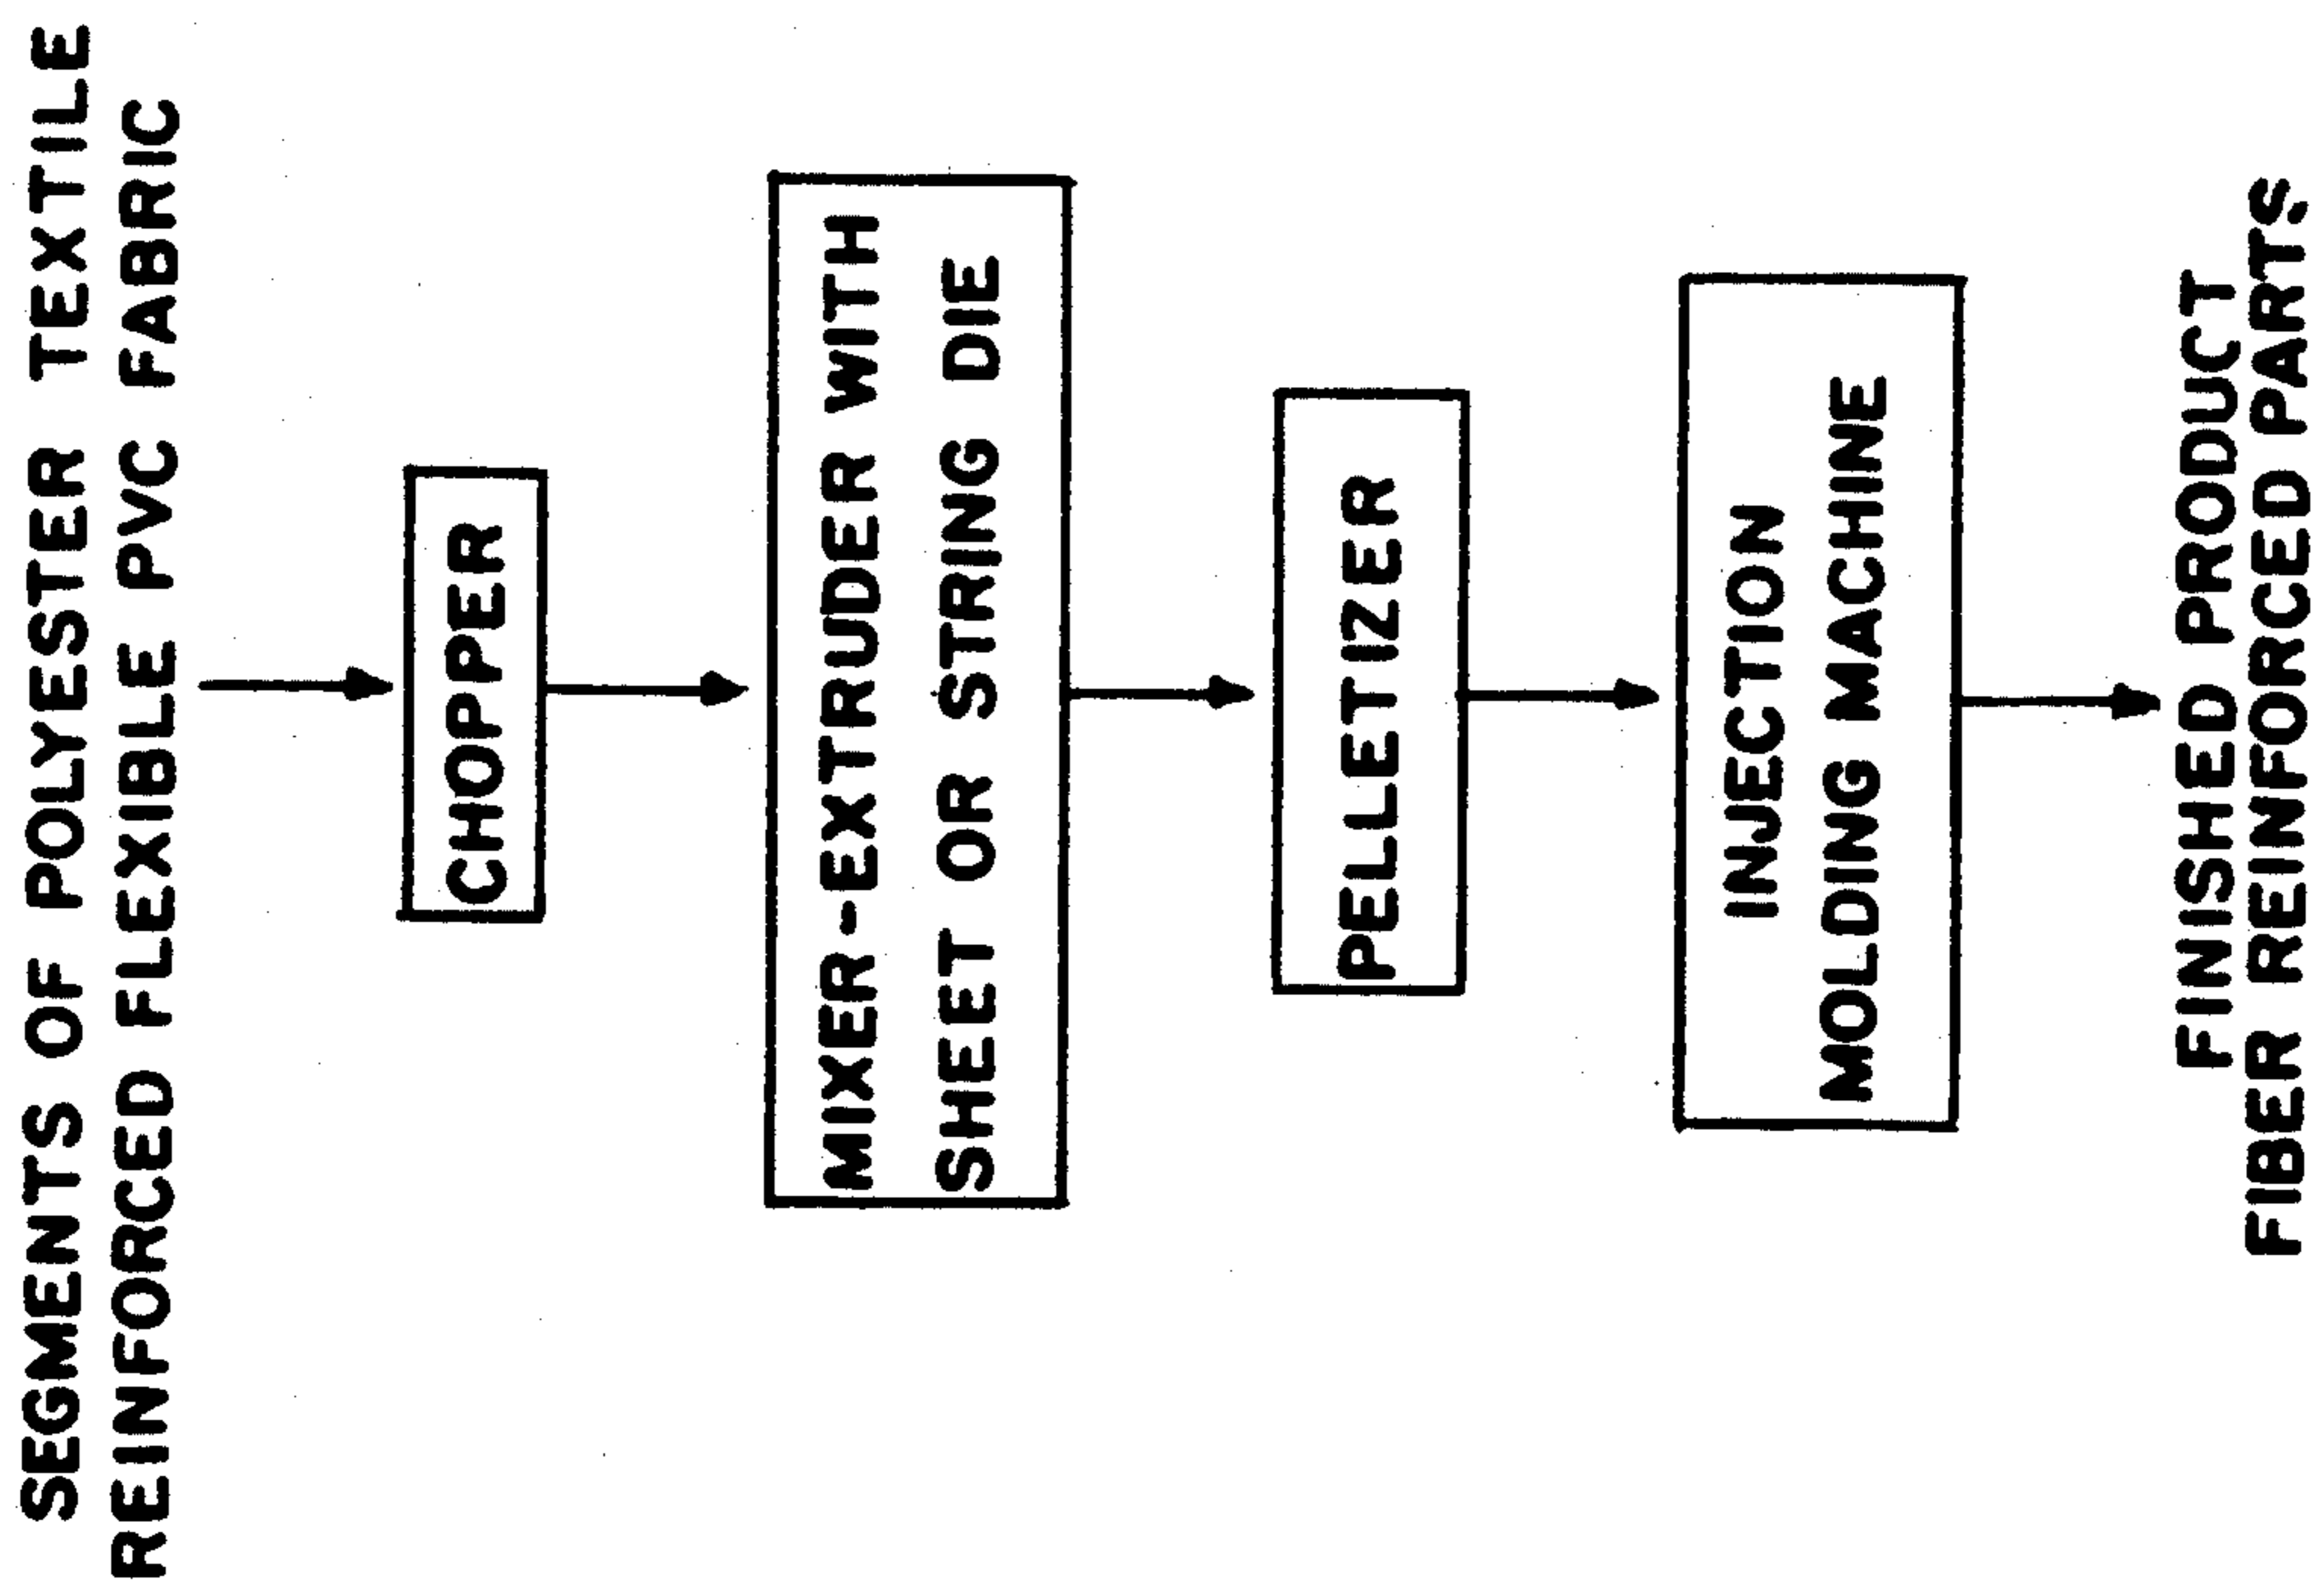 SEGMENTS OF POLYESTER TEXTILE
REINFORCED FLEXIBLE PVC FABRIC
CHOPPER
MIXER-EXTRUDER WITH
SHEET OR STRING DIE
PELLETIZER
INJECTION
MOLDING MACHINE
FINISHED PRODUCT
FIBER REINFORCED PARTS